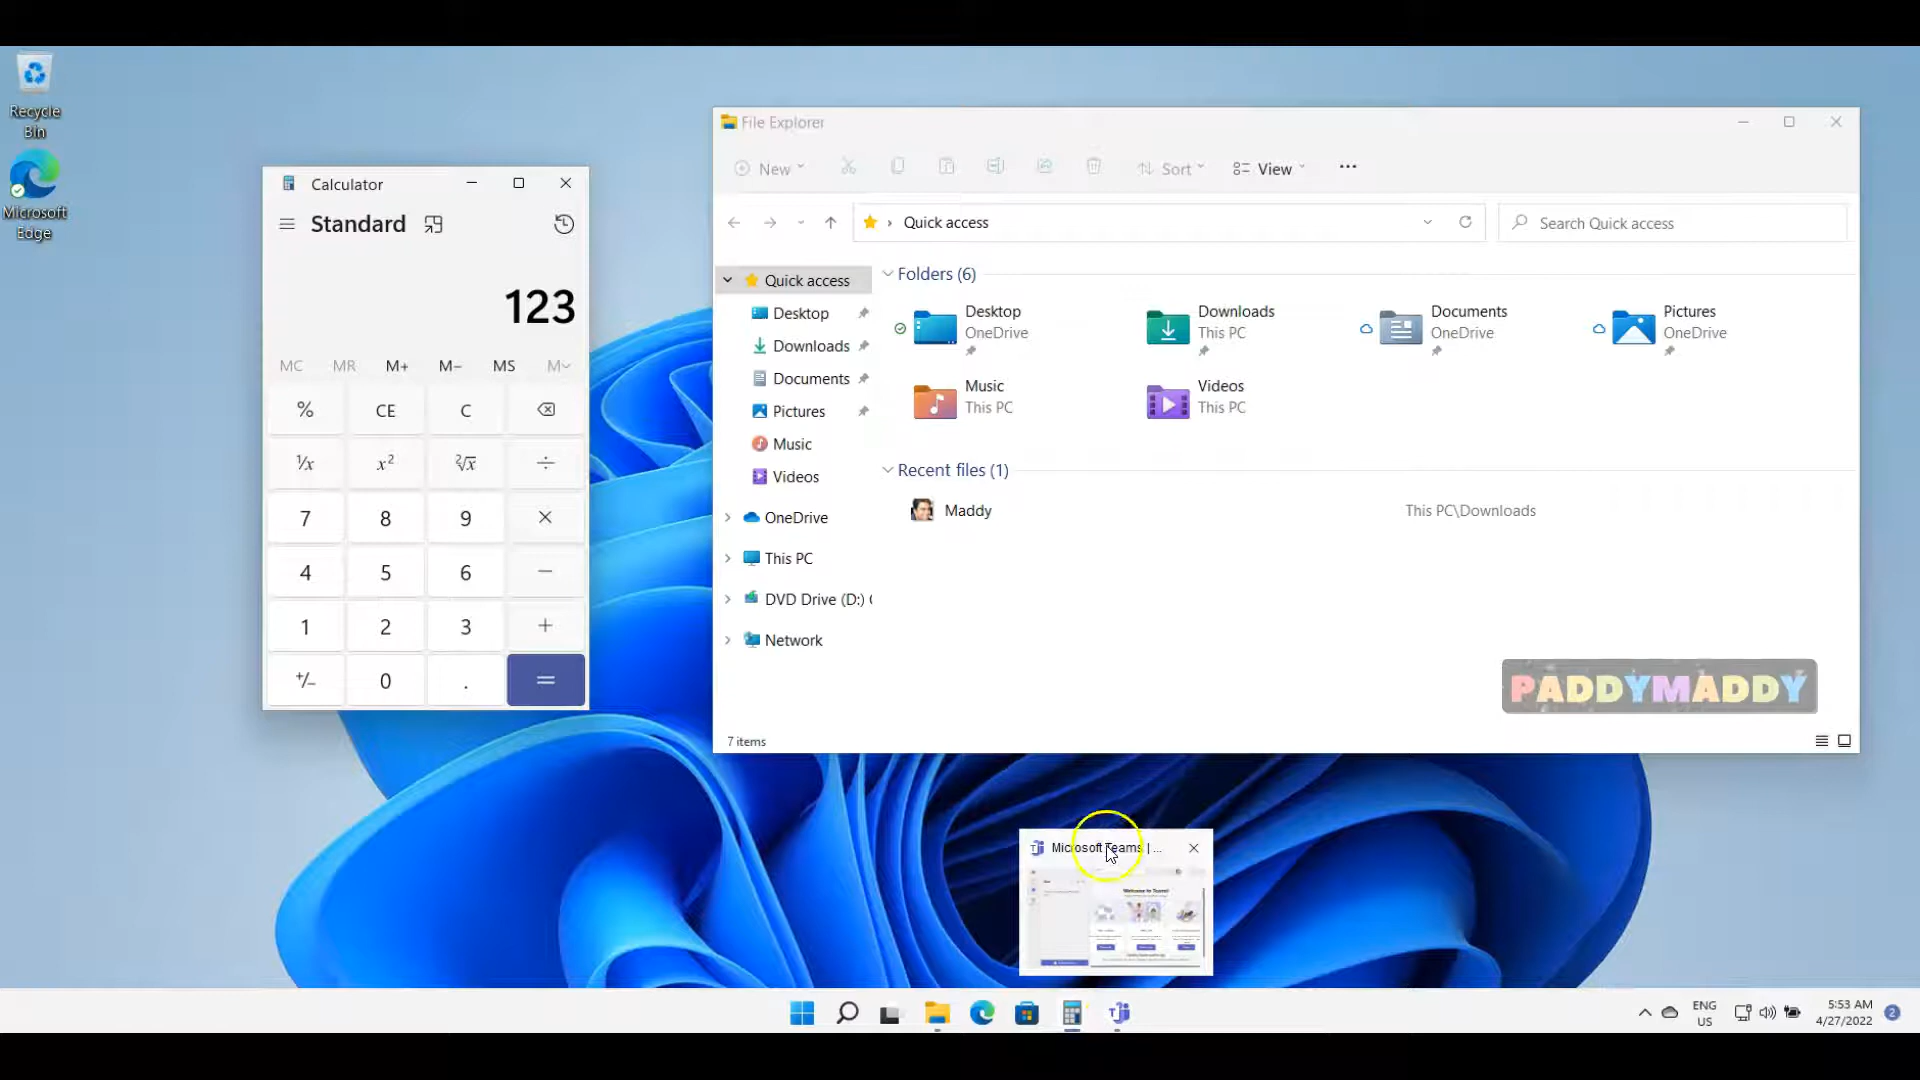 Recycle
Bin
Microsoft
Edge
Calculator
Standard
123
MC MR M+ M− MS M
% CE C
¹/x x² ²√x ÷
7 8 9 ×
4 5 6 −
1 2 3 +
+/− 0 . =
File Explorer
New Sort View ...
Quick access
Search Quick access
Quick access
Desktop
Downloads
Documents
Pictures
Music
Videos
OneDrive
This PC
DVD Drive (D:)
Network
Folders (6)
Desktop
OneDrive
Downloads
This PC
Documents
OneDrive
Pictures
OneDrive
Music
This PC
Videos
This PC
Recent files (1)
Maddy This PC\Downloads
PADDYMADDY
7 items
Microsoft Teams | ...
Welcome to Teams!
ENG
US
5:53 AM
4/27/2022
2